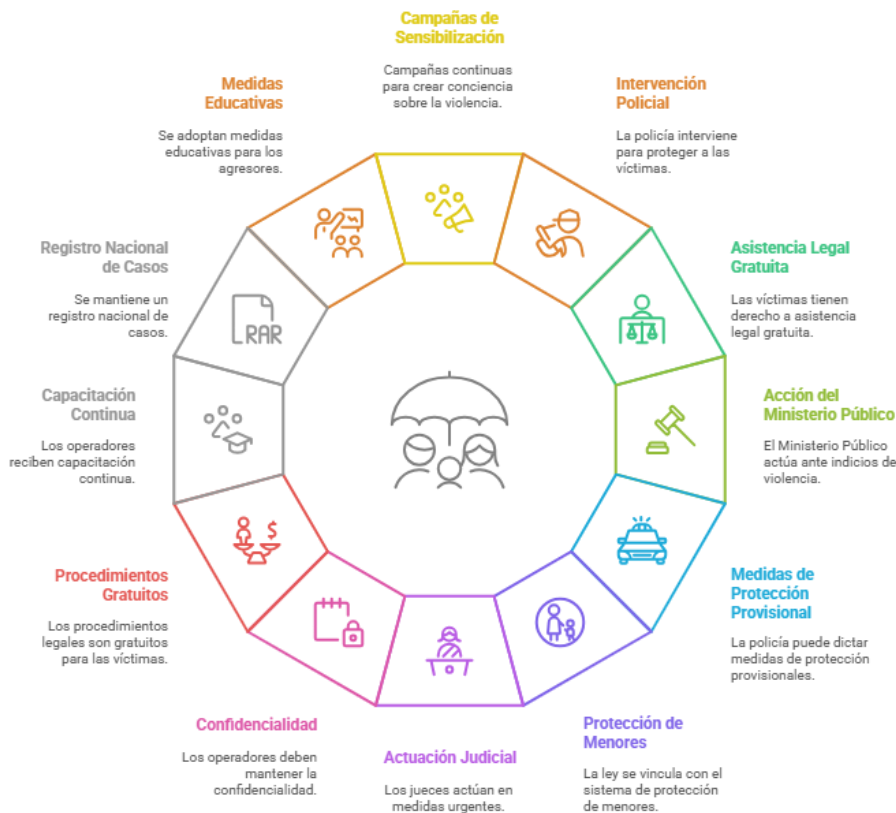 Campañas de
Sensibilización
Campañas continuas
para crear conciencia
sobre la violencia.
Intervención
Policial
La policía interviene
para proteger a las
víctimas.
Asistencia Legal
Gratuita
Las víctimas tienen
derecho a asistencia
legal gratuita.
Acción del
Ministerio Público
El Ministerio Público
actúa ante indicios de
violencia.
Medidas de
Protección
Provisional
La policía puede dictar
medidas de protección
provisionales.
Protección de
Menores
La ley se vincula con el
sistema de protección
de menores.
Actuación Judicial
Los jueces actúan en
medidas urgentes.
Confidencialidad
Los operadores deben
mantener la
confidencialidad.
Procedimientos
Gratuitos
Los procedimientos
legales son gratuitos
para las víctimas.
Capacitación
Continua
Los operadores
reciben capacitación
continua.
Registro Nacional
de Casos
Se mantiene un
registro nacional de
casos.
RAR
Medidas
Educativas
Se adoptan medidas
educativas para los
agresores.
$